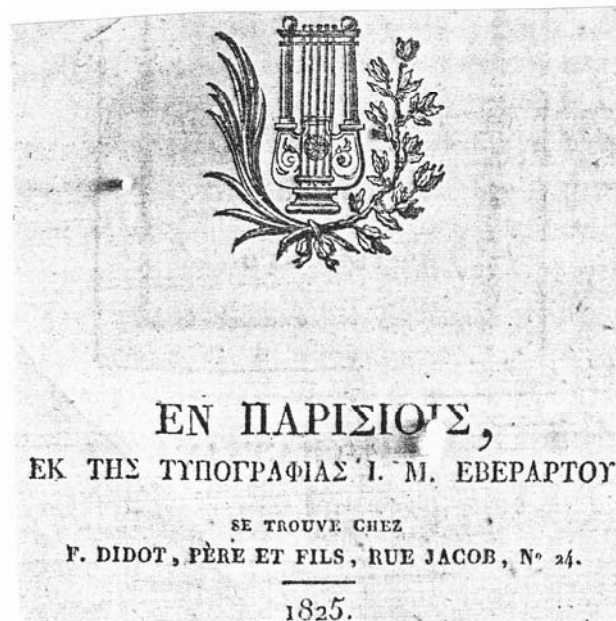 ΕΝ ΠΑΡΙΣΙΟΙΣ,
ΕΚ ΤΗΣ ΤΥΠΟΓΡΑΦΙΑΣ Ι. Μ. ΕΒΕΡΑΡΤΟΥ
SE TROUVE CHEZ
F. DIDOT, PÈRE ET FILS, RUE JACOB, Nº 24.
1825.